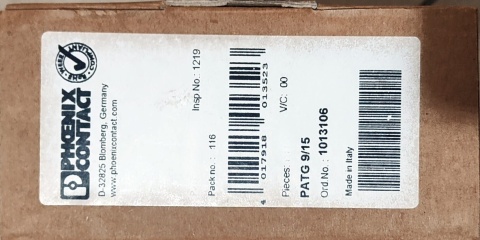 PHŒNIX
CONTACT
D-32825 Blomberg, Germany
www.phoenixcontact.com
Insp No.: 1219
Pack no.: 116
4 017918 013523
Pieces:
V/C: 00
PATG 9/15
Ord.No.: 1013106
Made in Italy